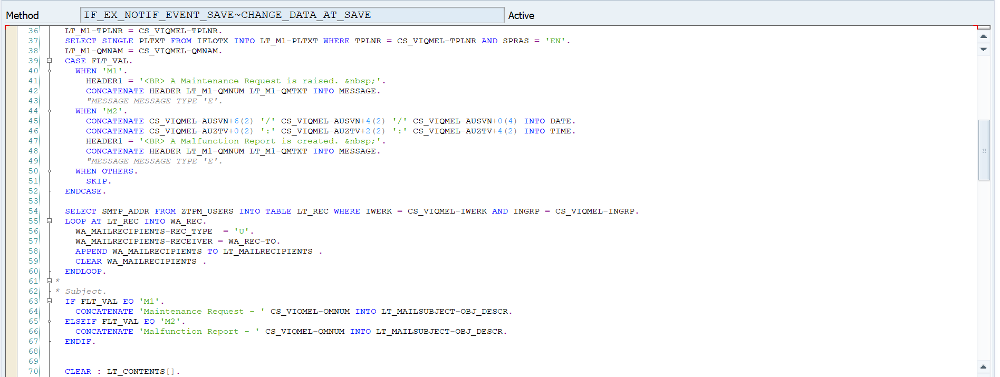 Method IF_EX_NOTIF_EVENT_SAVE~CHANGE_DATA_AT_SAVE Active
36 LT_M1-TPLNR = CS_VIQMEL-TPLNR.
37 SELECT SINGLE PLTXT FROM IFLOTX INTO LT_M1-PLTXT WHERE TPLNR = CS_VIQMEL-TPLNR AND SPRAS = 'EN'.
38 LT_M1-QMNAM = CS_VIQMEL-QMNAM.
39 CASE FLT_VAL.
40 WHEN 'M1'.
41 HEADER1 = '<BR> A Maintenance Request is raised. &nbsp;'.
42 CONCATENATE HEADER LT_M1-QMNUM LT_M1-QMTXT INTO MESSAGE.
43 "MESSAGE MESSAGE TYPE 'E'.
44 WHEN 'M2'.
45 CONCATENATE CS_VIQMEL-AUSVN+6(2) '/' CS_VIQMEL-AUSVN+4(2) '/' CS_VIQMEL-AUSVN+0(4) INTO DATE.
46 CONCATENATE CS_VIQMEL-AUZTV+0(2) ':' CS_VIQMEL-AUZTV+2(2) ':' CS_VIQMEL-AUZTV+4(2) INTO TIME.
47 HEADER1 = '<BR> A Malfunction Report is created. &nbsp;'.
48 CONCATENATE HEADER LT_M1-QMNUM LT_M1-QMTXT INTO MESSAGE.
49 "MESSAGE MESSAGE TYPE 'E'.
50 WHEN OTHERS.
51 SKIP.
52 ENDCASE.
53
54 SELECT SMTP_ADDR FROM ZTPM_USERS INTO TABLE LT_REC WHERE IWERK = CS_VIQMEL-IWERK AND INGRP = CS_VIQMEL-INGRP.
55 LOOP AT LT_REC INTO WA_REC.
56 WA_MAILRECIPIENTS-REC_TYPE  = 'U'.
57 WA_MAILRECIPIENTS-RECEIVER = WA_REC-TO.
58 APPEND WA_MAILRECIPIENTS TO LT_MAILRECIPIENTS .
59 CLEAR WA_MAILRECIPIENTS .
60 ENDLOOP.
61 *
62 * Subject.
63 IF FLT_VAL EQ 'M1'.
64 CONCATENATE 'Maintenance Request - ' CS_VIQMEL-QMNUM INTO LT_MAILSUBJECT-OBJ_DESCR.
65 ELSEIF FLT_VAL EQ 'M2'.
66 CONCATENATE 'Malfunction Report - ' CS_VIQMEL-QMNUM INTO LT_MAILSUBJECT-OBJ_DESCR.
67 ENDIF.
68
69
70 CLEAR : LT_CONTENTS[].